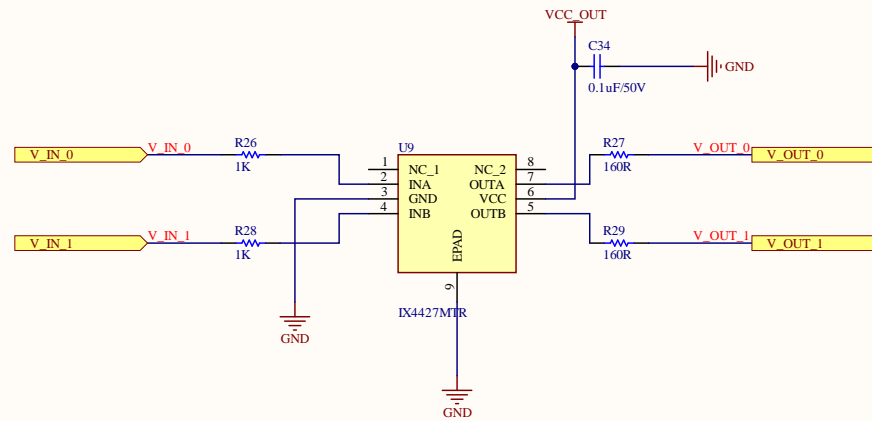 VCC_OUT
C34
GND
0.1uF/50V
V_IN_0
V_IN_0
R26
1K
U9
1
NC_1
NC_2
8
2
INA
OUTA
7
3
GND
VCC
6
4
INB
OUTB
5
EPAD
9
IX4427MTR
R27
160R
V_OUT_0
V_OUT_0
V_IN_1
V_IN_1
R28
1K
R29
160R
V_OUT_1
V_OUT_1
GND
GND